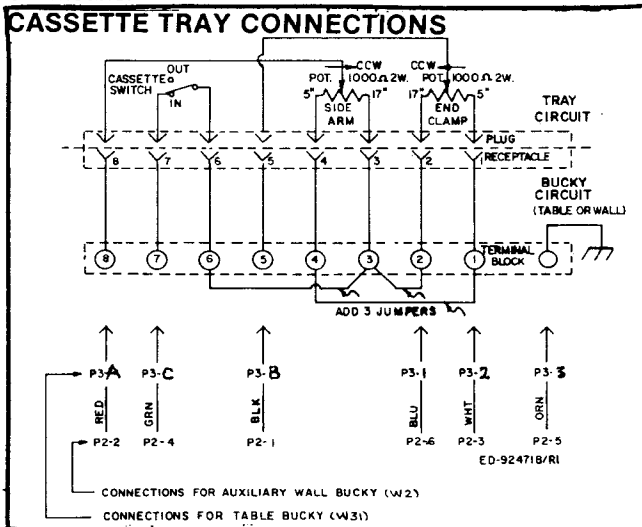 CASSETTE TRAY CONNECTIONS
OUT
CASSETTE SWITCH
IN
CCW
POT. 1000Ω 2W.
5" 17"
SIDE ARM
CCW
POT. 1000Ω 2W.
17" 5"
END CLAMP
TRAY CIRCUIT
PLUG
8 7 6 5 4 3 2 1 RECEPTACLE
BUCKY CIRCUIT
(TABLE OR WALL)
8 7 6 5 4 3 2 1 TERMINAL BLOCK
ADD 3 JUMPERS
P3-A P3-C P3-B P3-1 P3-2 P3-3
RED GRN BLK BLU WHT ORN
P2-2 P2-4 P2-1 P2-6 P2-3 P2-5
ED-924718/R1
CONNECTIONS FOR AUXILIARY WALL BUCKY (W2)
CONNECTIONS FOR TABLE BUCKY (W31)